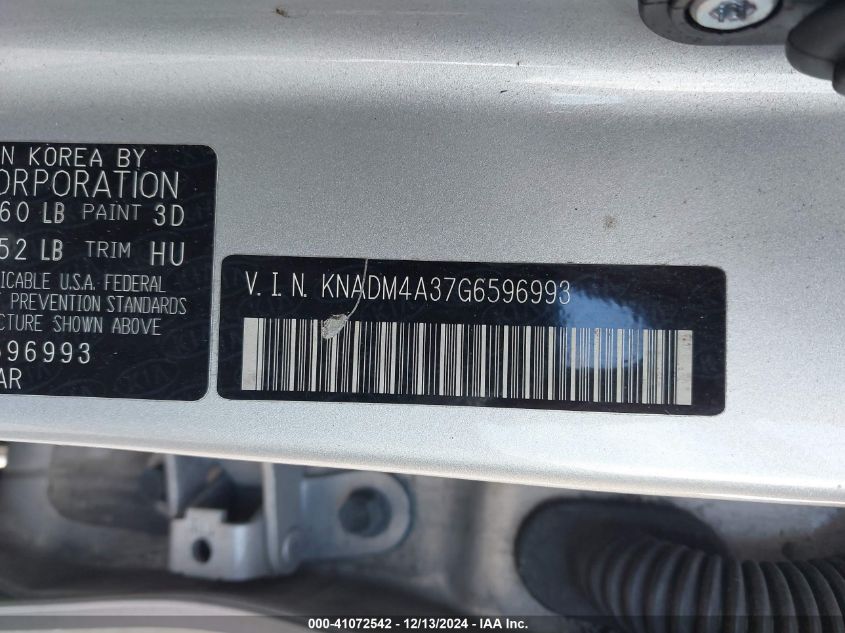 N KOREA BY
ORPORATION
60 LB PAINT 3D
52 LB TRIM HU
ICABLE U.S.A. FEDERAL
PREVENTION STANDARDS
CTURE SHOWN ABOVE
596993
AR
V.I.N. KNADM4A37G6596993
000-41072542 - 12/13/2024 - IAA Inc.